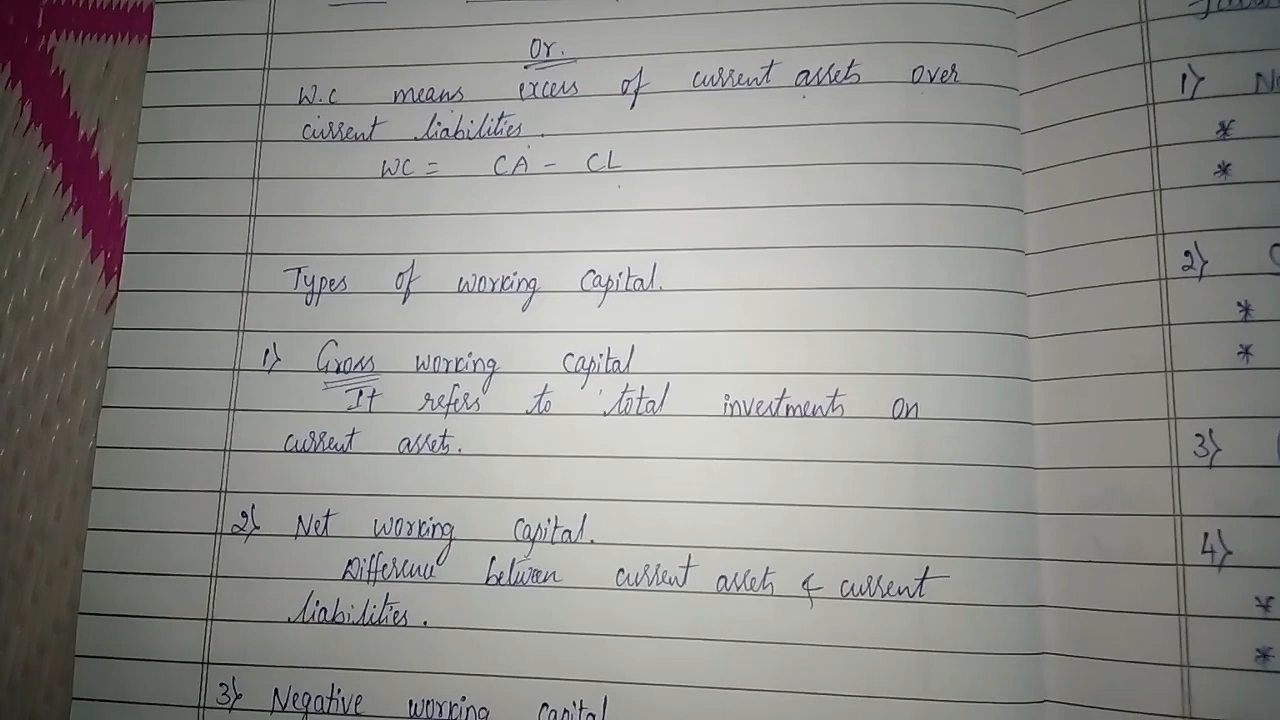 Or.
W.C means excess of current assets over
current liabilities.
WC = CA - CL
Types of working capital.
1) Gross working capital
It refers to total investments on
current assets.
2) Net working capital.
Difference between current assets & current
liabilities.
3) Negative working capital
1)
*
*
2)
*
*
3)
4)
*
*